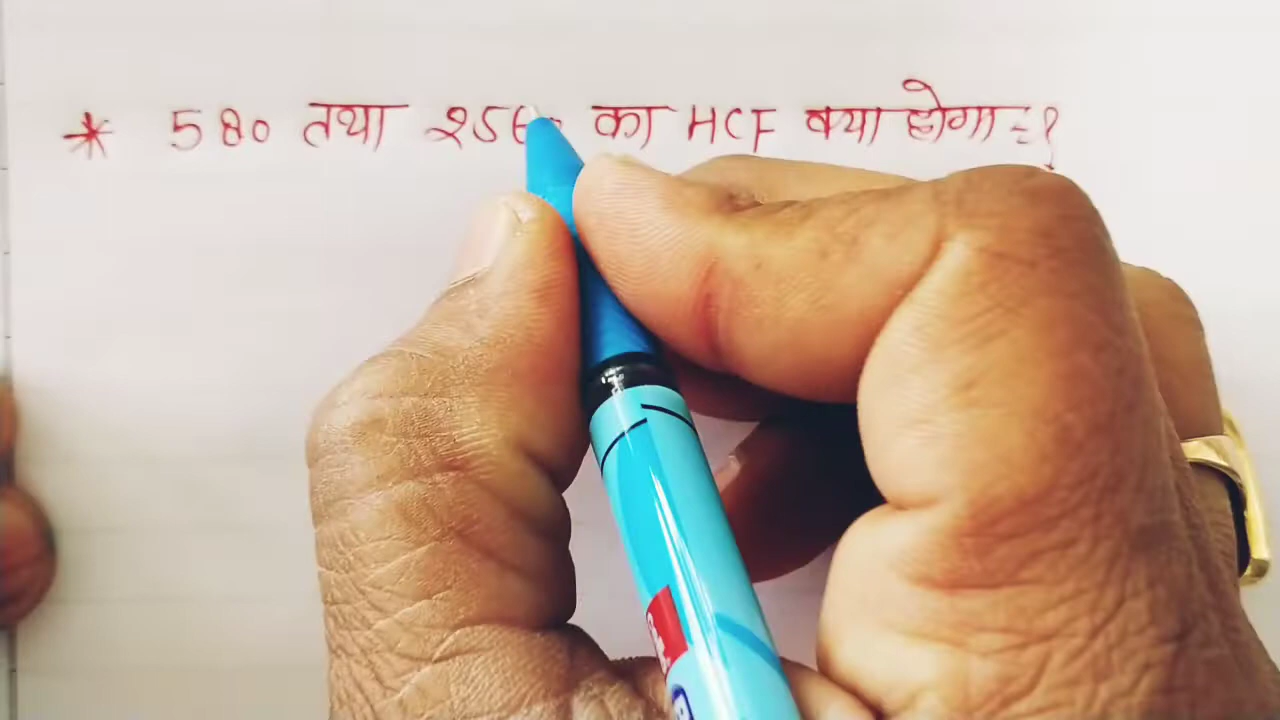 * 580 तथा का HCF क्या होगा = ?